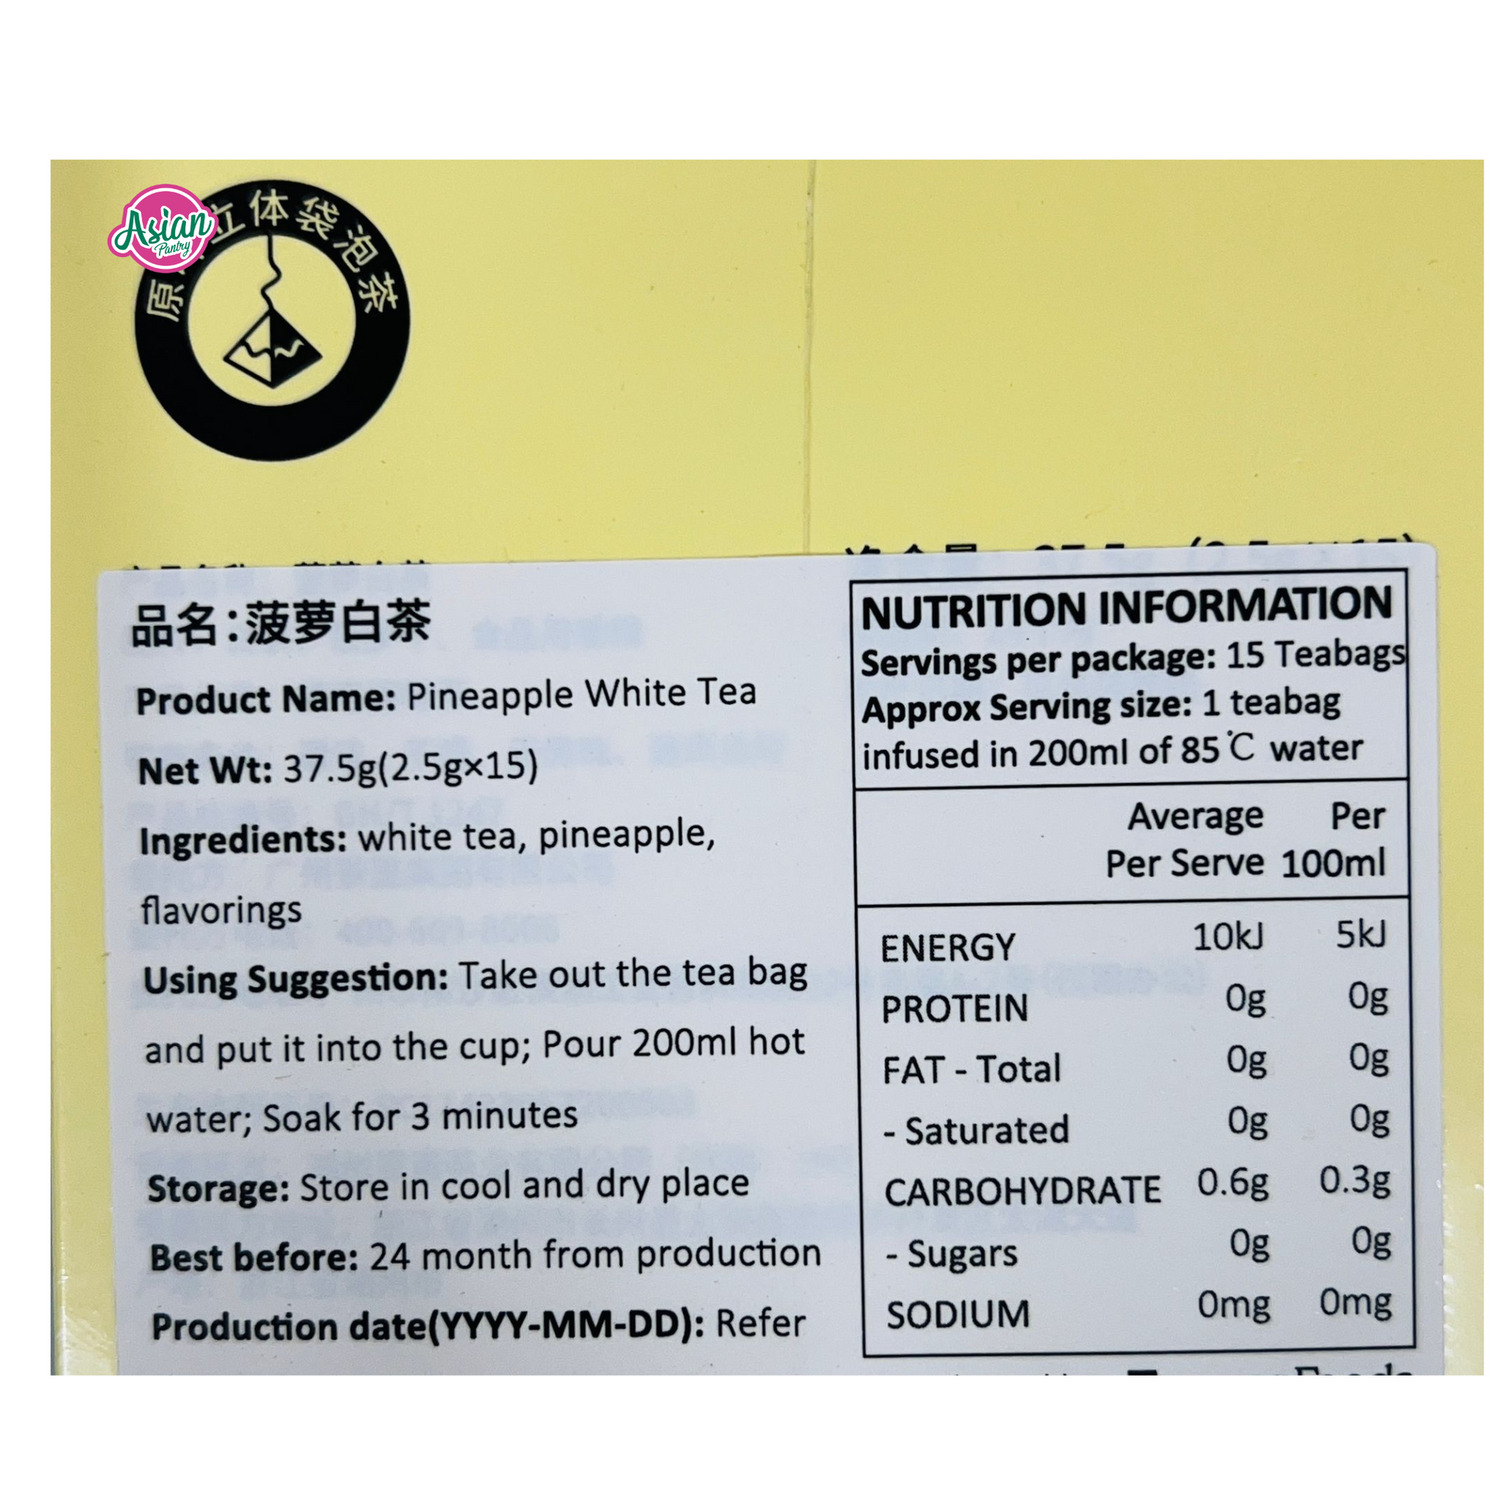 Asian
Pantry
原 立体袋泡茶
品名:菠萝白茶
Product Name: Pineapple White Tea
Net Wt: 37.5g(2.5g×15)
Ingredients: white tea, pineapple,
flavorings
Using Suggestion: Take out the tea bag
and put it into the cup; Pour 200ml hot
water; Soak for 3 minutes
Storage: Store in cool and dry place
Best before: 24 month from production
Production date(YYYY-MM-DD): Refer
NUTRITION INFORMATION
Servings per package: 15 Teabags
Approx Serving size: 1 teabag
infused in 200ml of 85℃ water
Average Per
Per Serve 100ml
ENERGY 10kJ 5kJ
PROTEIN 0g 0g
FAT - Total 0g 0g
- Saturated 0g 0g
CARBOHYDRATE 0.6g 0.3g
- Sugars 0g 0g
SODIUM 0mg 0mg